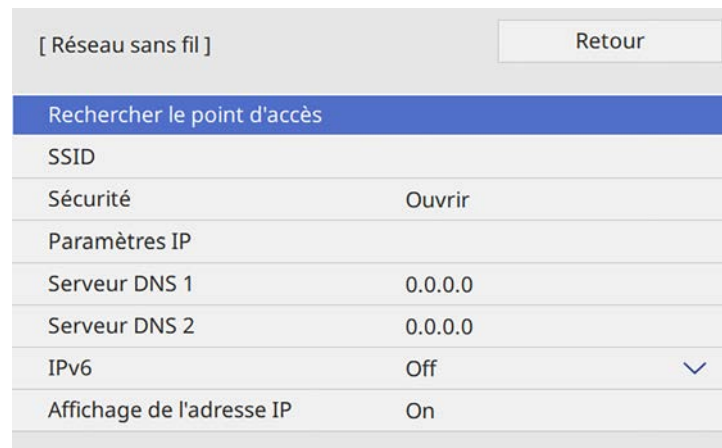 [ Réseau sans fil ]
Retour
Rechercher le point d'accès
SSID
Sécurité Ouvrir
Paramètres IP
Serveur DNS 1 0.0.0.0
Serveur DNS 2 0.0.0.0
IPv6 Off
Affichage de l'adresse IP On